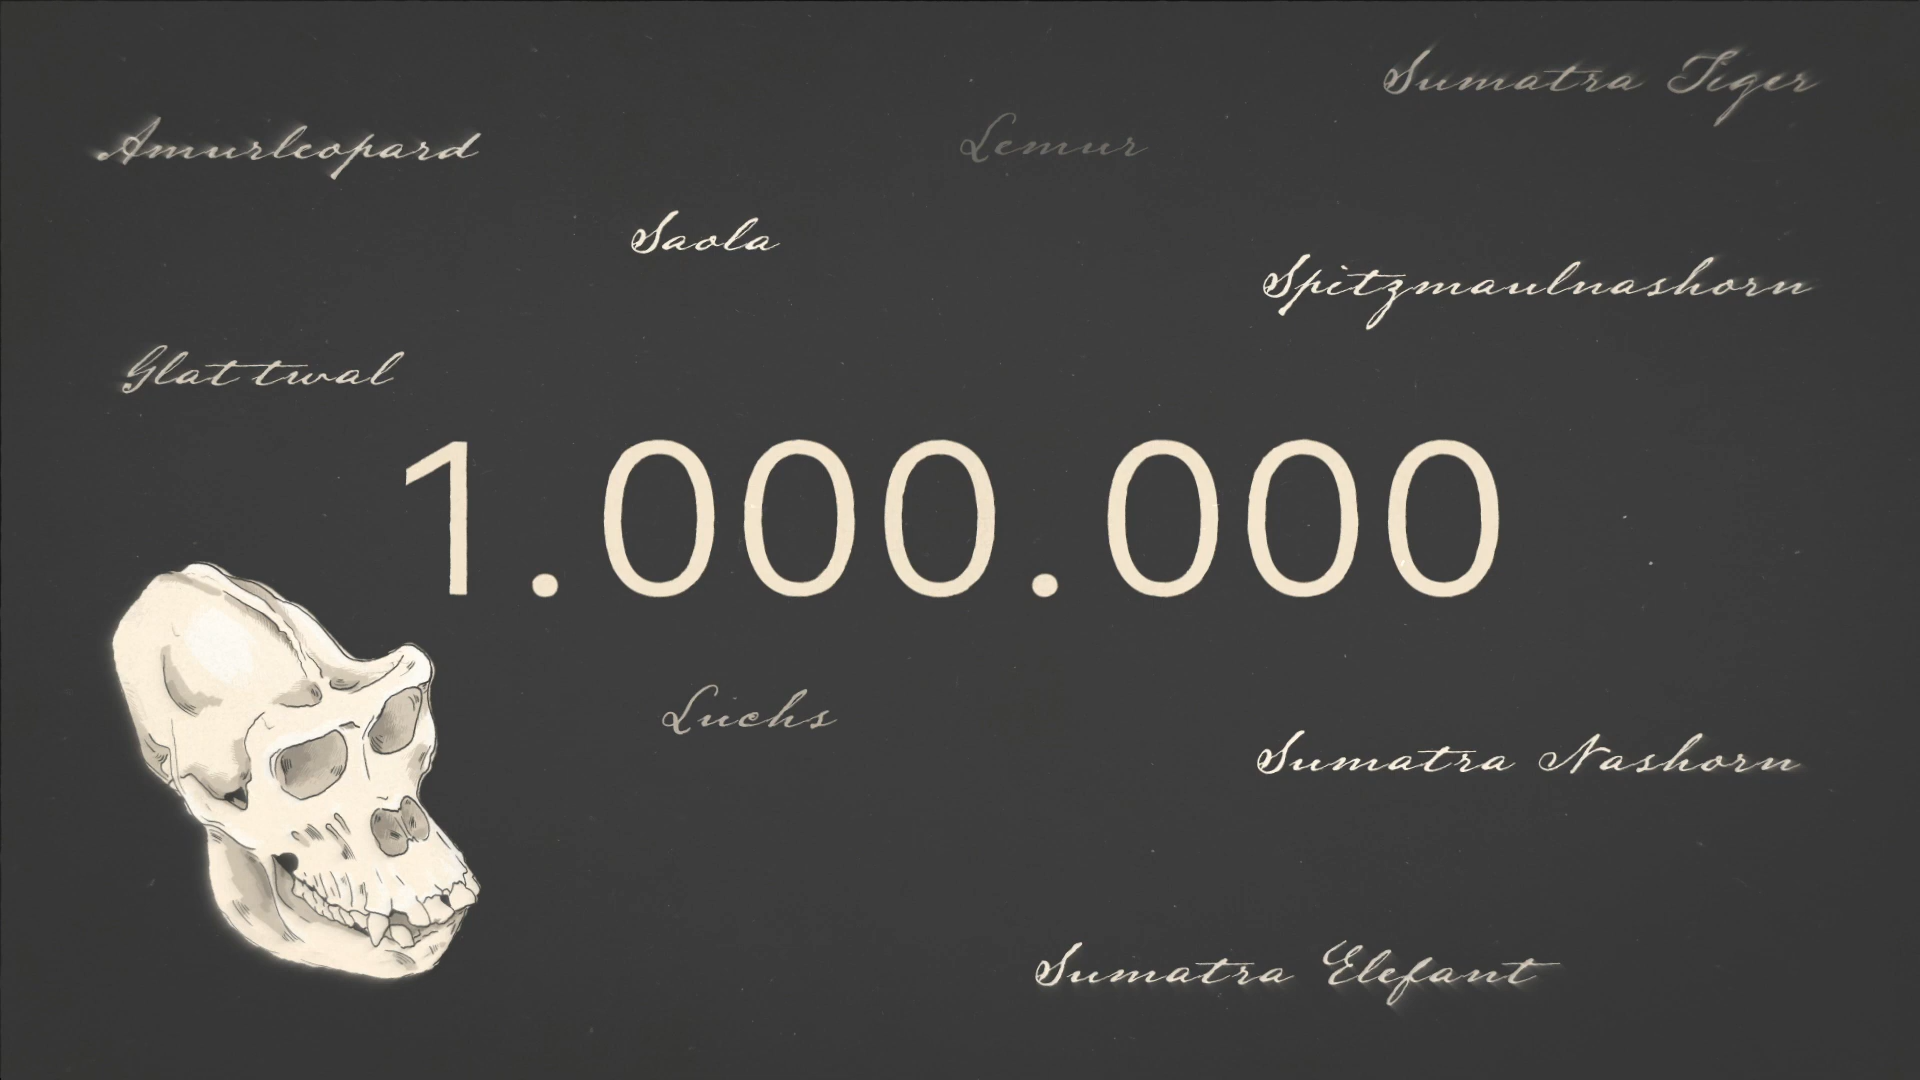 Sumatra Tiger
Amurleopard
Lemur
Saola
Spitzmaulnashorn
Glattwal
1.000.000
Luchs
Sumatra Nashorn
Sumatra Elefant